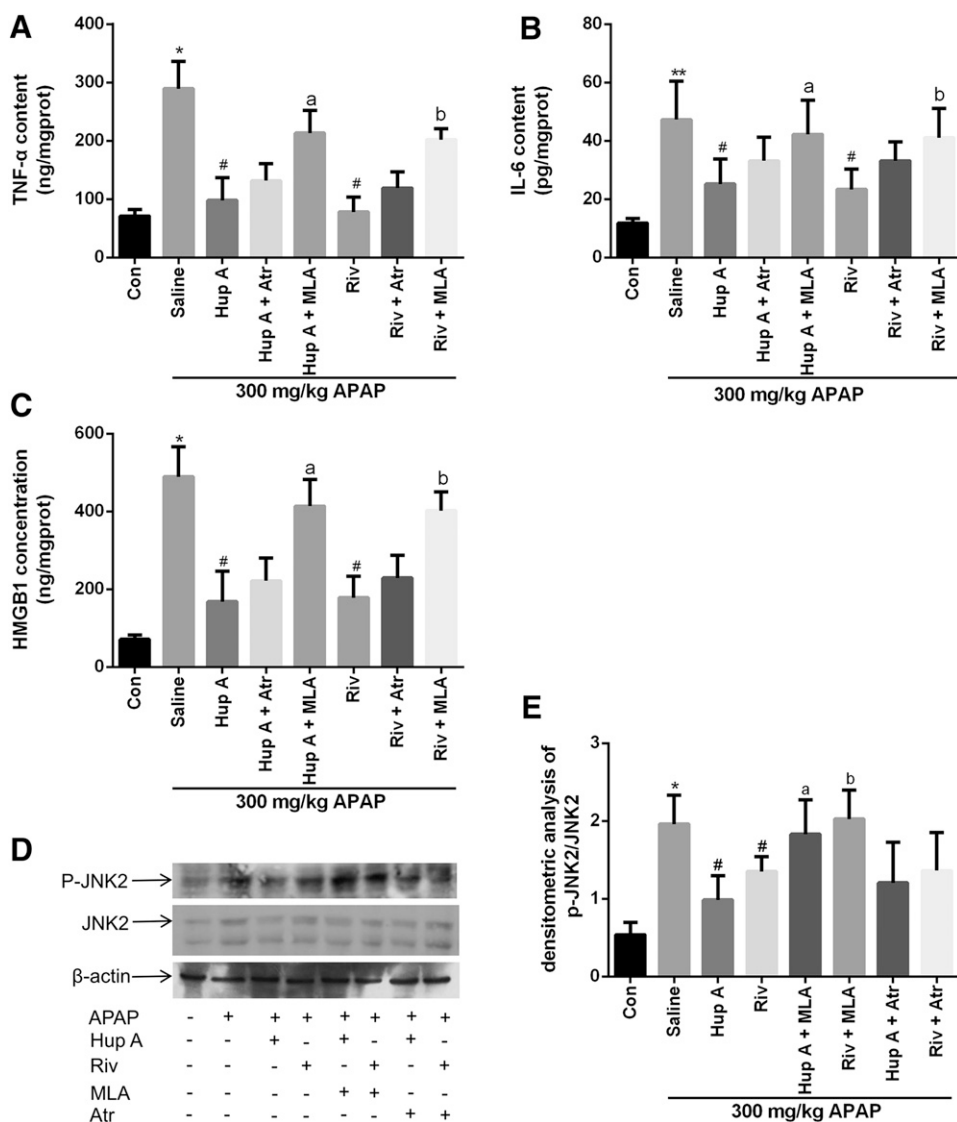 A
TNF-α content
(ng/mgprot)
400
300
200
100
0
*
#
a
#
b
Con
Saline
Hup A
Hup A + Atr
Hup A + MLA
Riv
Riv + Atr
Riv + MLA
300 mg/kg APAP
B
IL-6 content
(pg/mgprot)
80
60
40
20
0
**
#
a
#
b
Con
Saline
Hup A
Hup A + Atr
Hup A + MLA
Riv
Riv + Atr
Riv + MLA
300 mg/kg APAP
C
HMGB1 concentration
(ng/mgprot)
600
400
200
0
*
#
a
#
b
Con
Saline
Hup A
Hup A + Atr
Hup A + MLA
Riv
Riv + Atr
Riv + MLA
300 mg/kg APAP
D
P-JNK2
JNK2
β-actin
APAP - + + + + + + +
Hup A - - + - + - + -
Riv - - - + - + - +
MLA - - - - + + - -
Atr - - - - - - + +
E
densitometric analysis of
p-JNK2/JNK2
3
2
1
0
*
#
#
a
b
Con
Saline
Hup A
Riv
Hup A + MLA
Riv + MLA
Hup A + Atr
Riv + Atr
300 mg/kg APAP